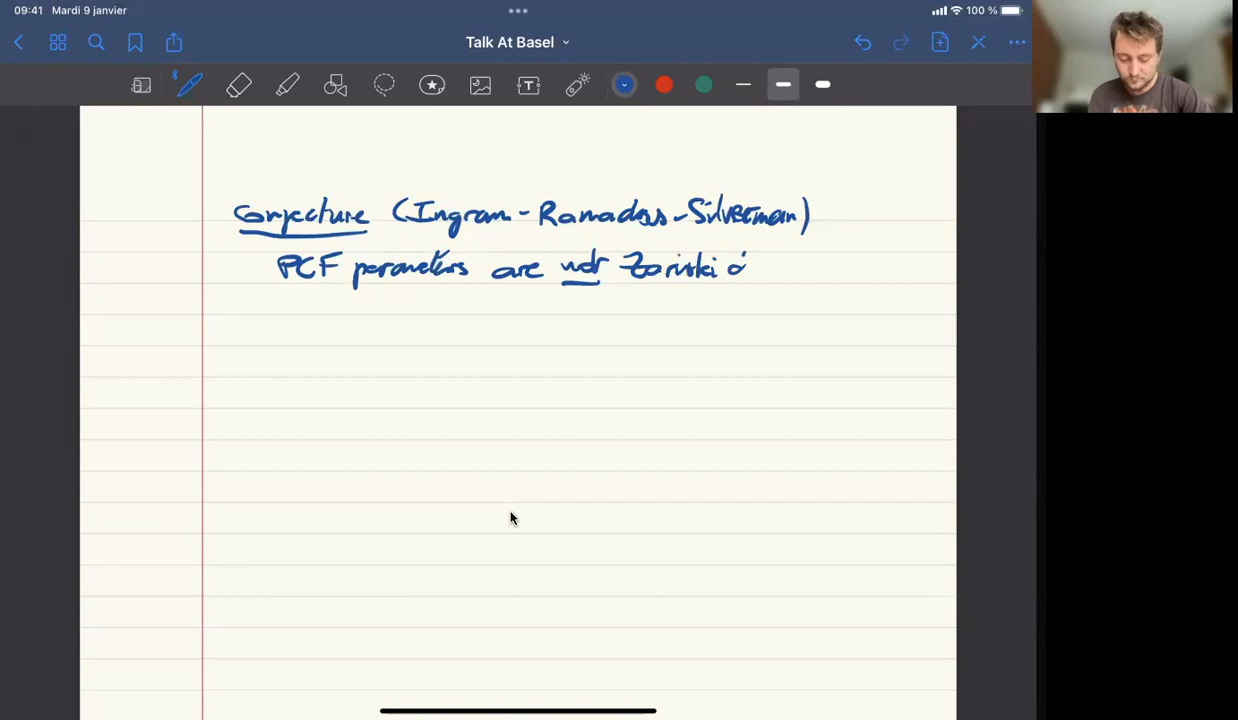 09:41 Mardi 9 janvier
100 %
Talk At Basel
Conjecture (Ingram-Ramadas-Silverman)
PCF parameters are not Zariski d